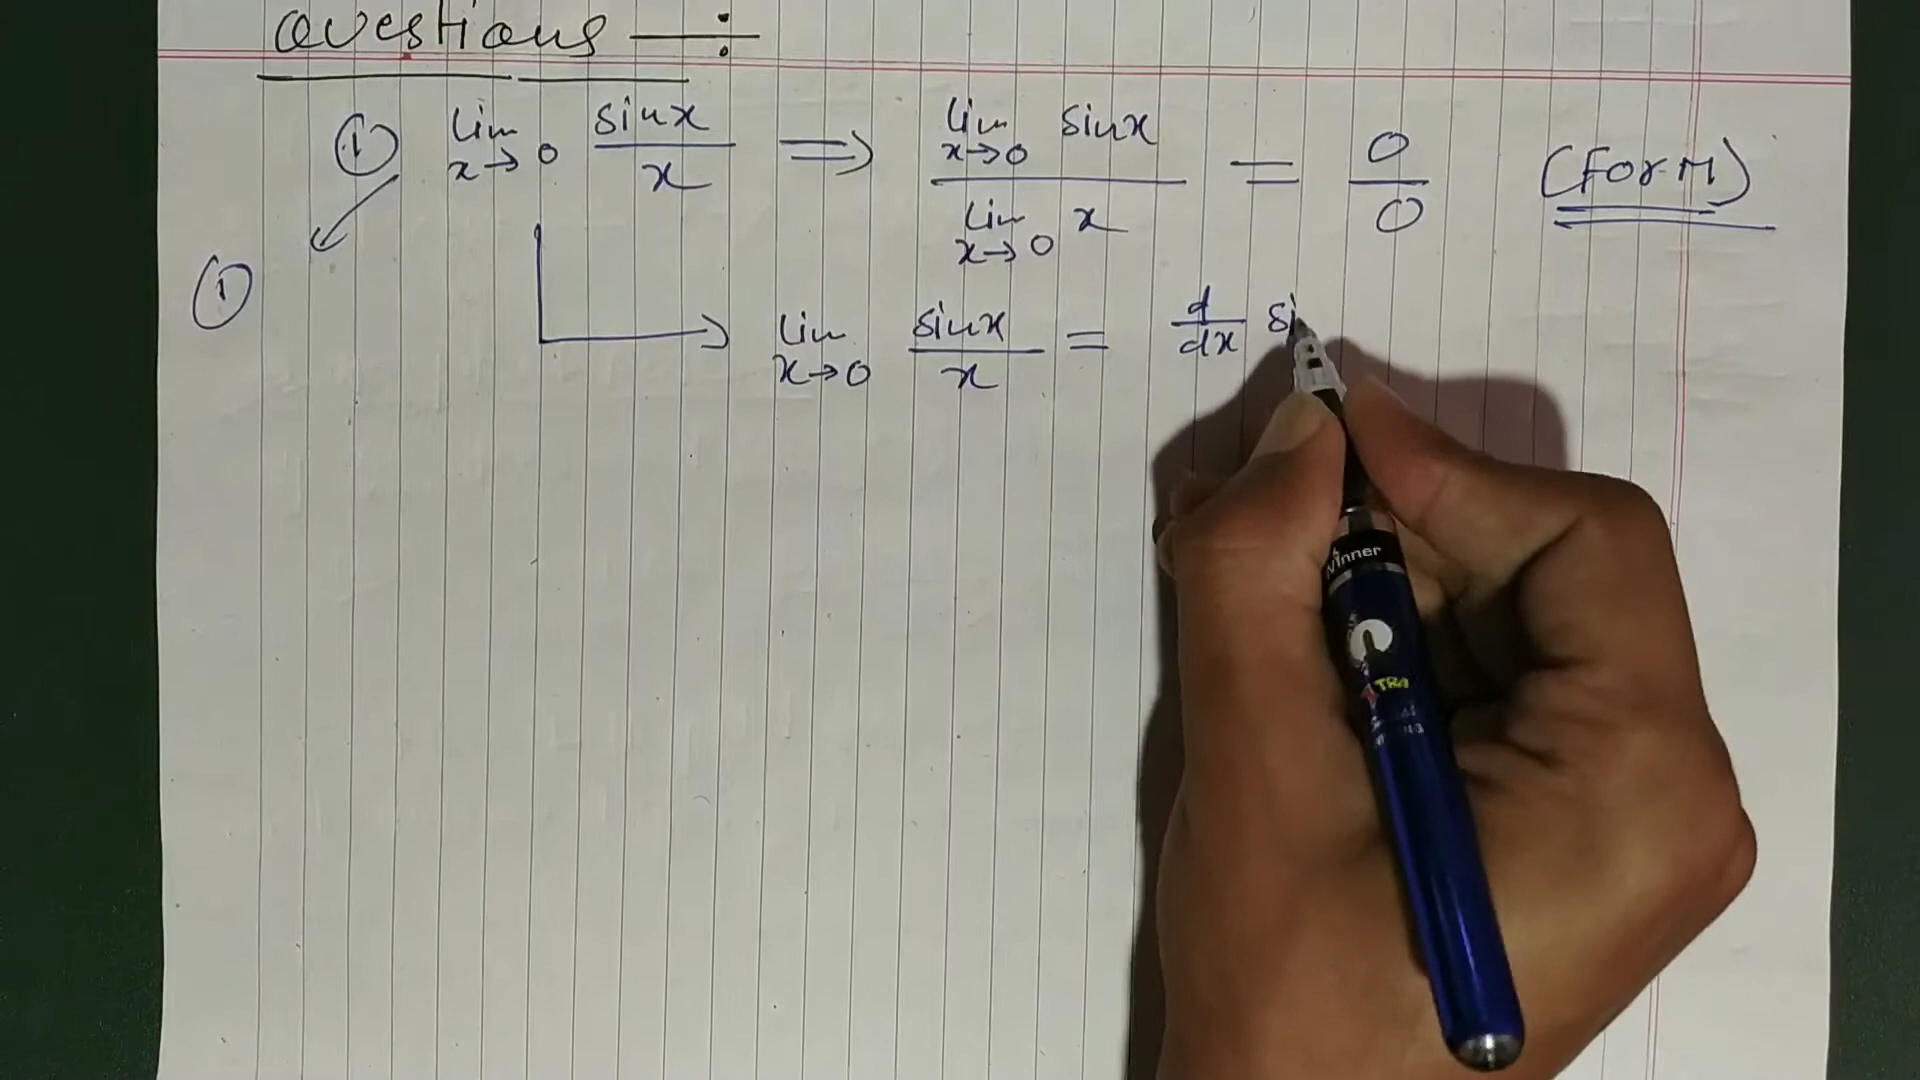 Questions ÷
① lim x→0 sinx/x ⇒ lim x→0 sinx / lim x→0 x = 0/0 (ForM)
①
lim x→0 sinx/x = d/dx si
Winner
TRA